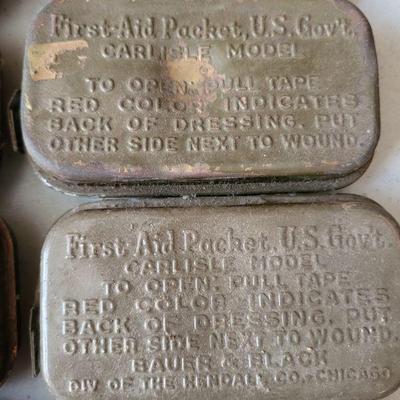 First-Aid Packet, U.S. Gov't.
CARLISLE MODEL
TO OPEN: PULL TAPE
RED COLOR INDICATES
BACK OF DRESSING. PUT
OTHER SIDE NEXT TO WOUND.
First-Aid Packet, U.S. Gov't.
CARLISLE MODEL
TO OPEN: PULL TAPE
RED COLOR INDICATES
BACK OF DRESSING. PUT
OTHER SIDE NEXT TO WOUND.
BAUER & BLACK
DIV OF THE KENDALL CO.-CHICAGO